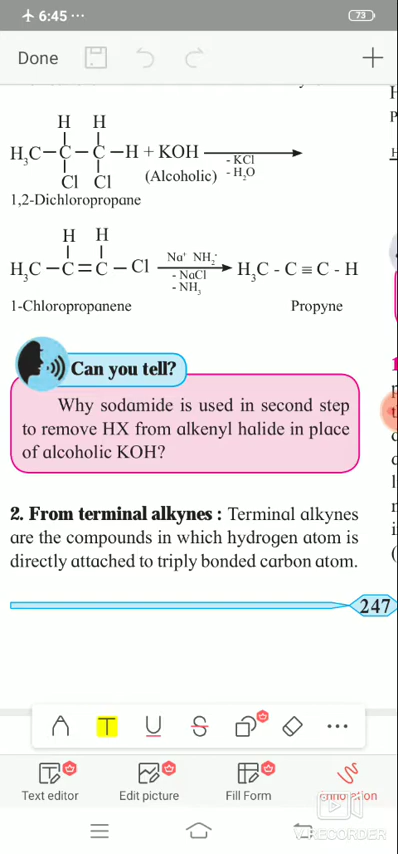 6:45 ...
73
Done
H H
H₃C–C–C–H + KOH
- KCl
- H₂O
Cl Cl (Alcoholic)
1,2-Dichloropropane
H H
H₃C–C=C–Cl Na⁺ NH₂⁻ H₃C - C ≡ C - H
- NaCl
- NH₃
1-Chloropropanene Propyne
Can you tell?
Why sodamide is used in second step
to remove HX from alkenyl halide in place
of alcoholic KOH?
2. From terminal alkynes : Terminal alkynes
are the compounds in which hydrogen atom is
directly attached to triply bonded carbon atom.
247
T U S
Text editor Edit picture Fill Form Annotation
V RECORDER